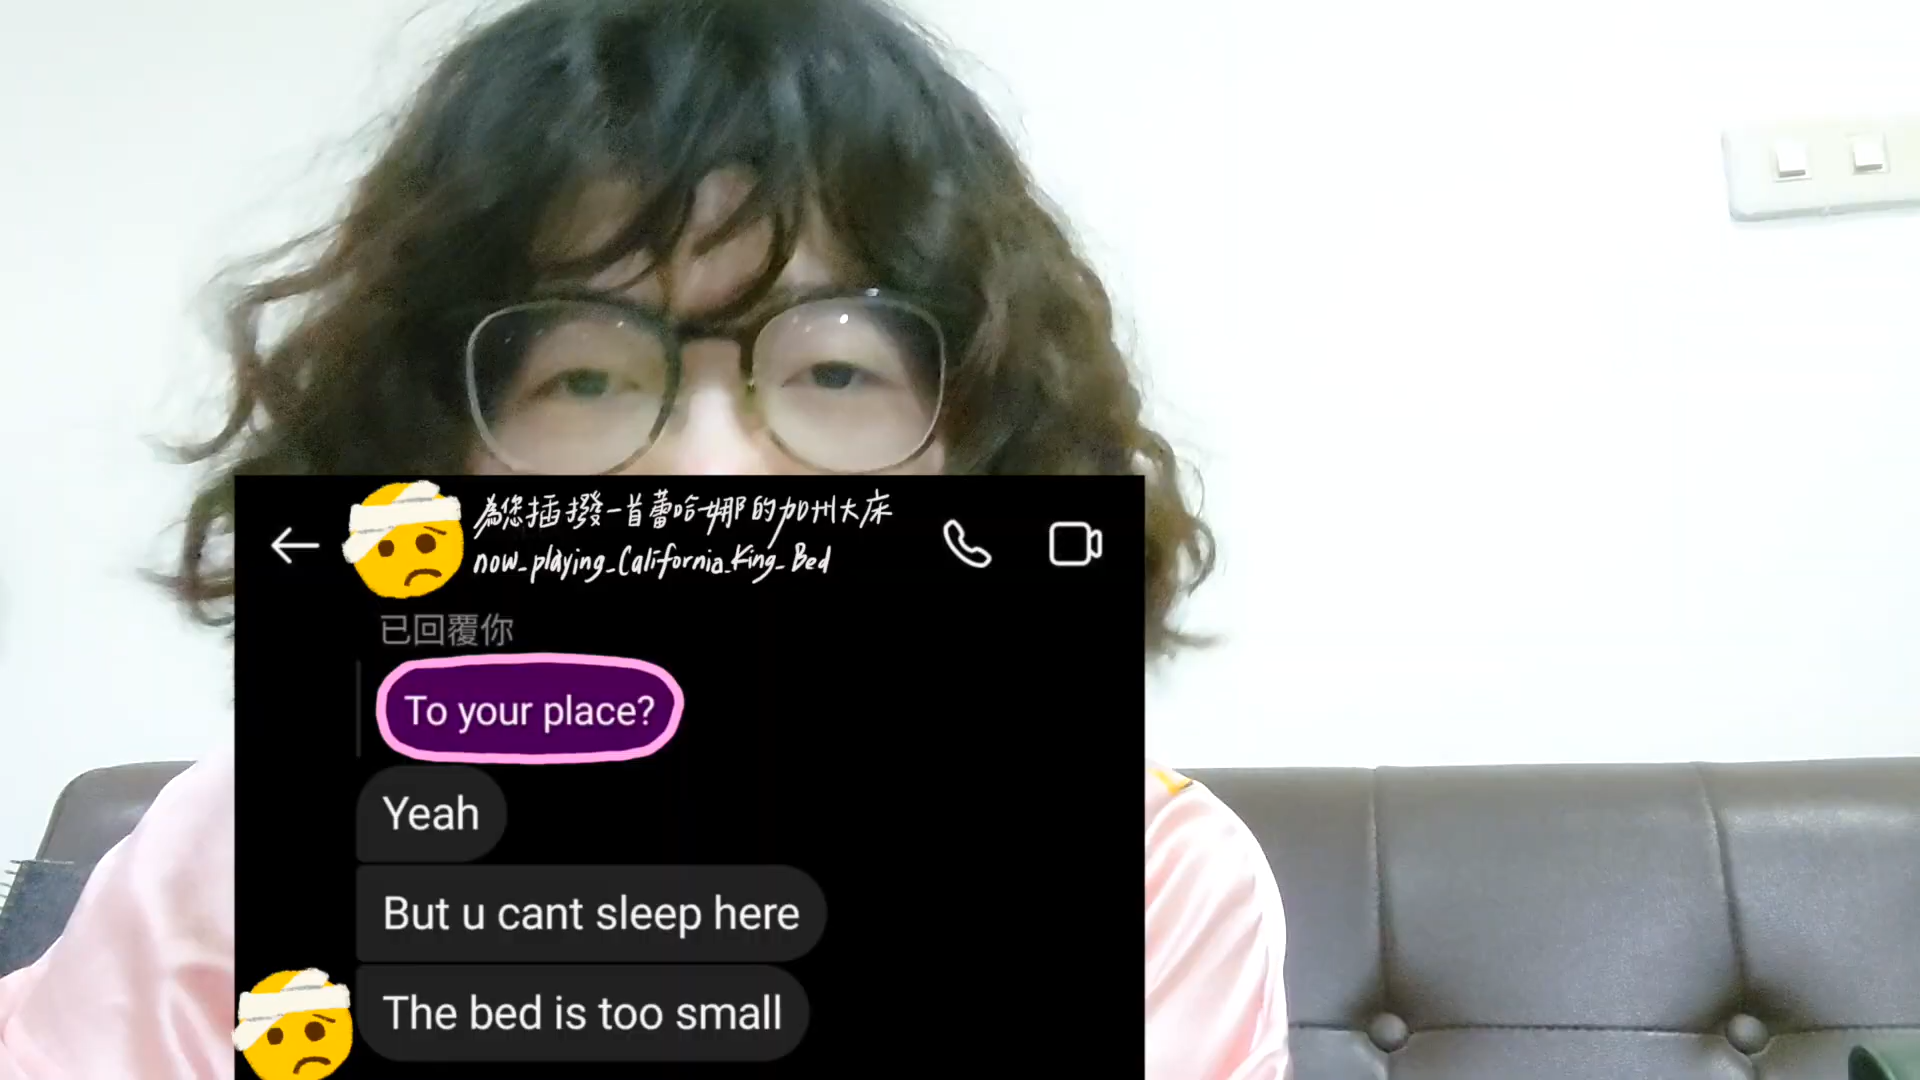 為您插撥一首蕾哈娜的加州大床
now_playing_California_King_Bed
已回覆你
To your place?
Yeah
But u cant sleep here
The bed is too small